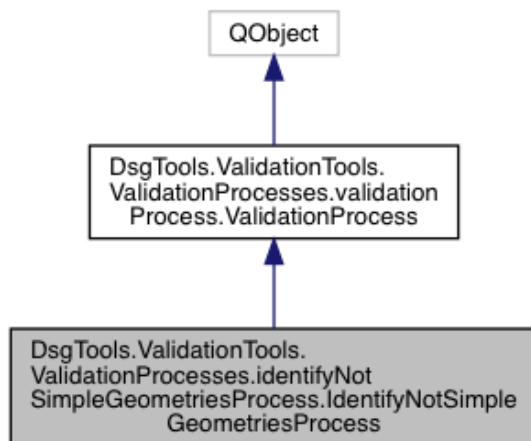 QObject
DsgTools.ValidationTools.
ValidationProcesses.validation
Process.ValidationProcess
DsgTools.ValidationTools.
ValidationProcesses.identifyNot
SimpleGeometriesProcess.IdentifyNotSimple
GeometriesProcess